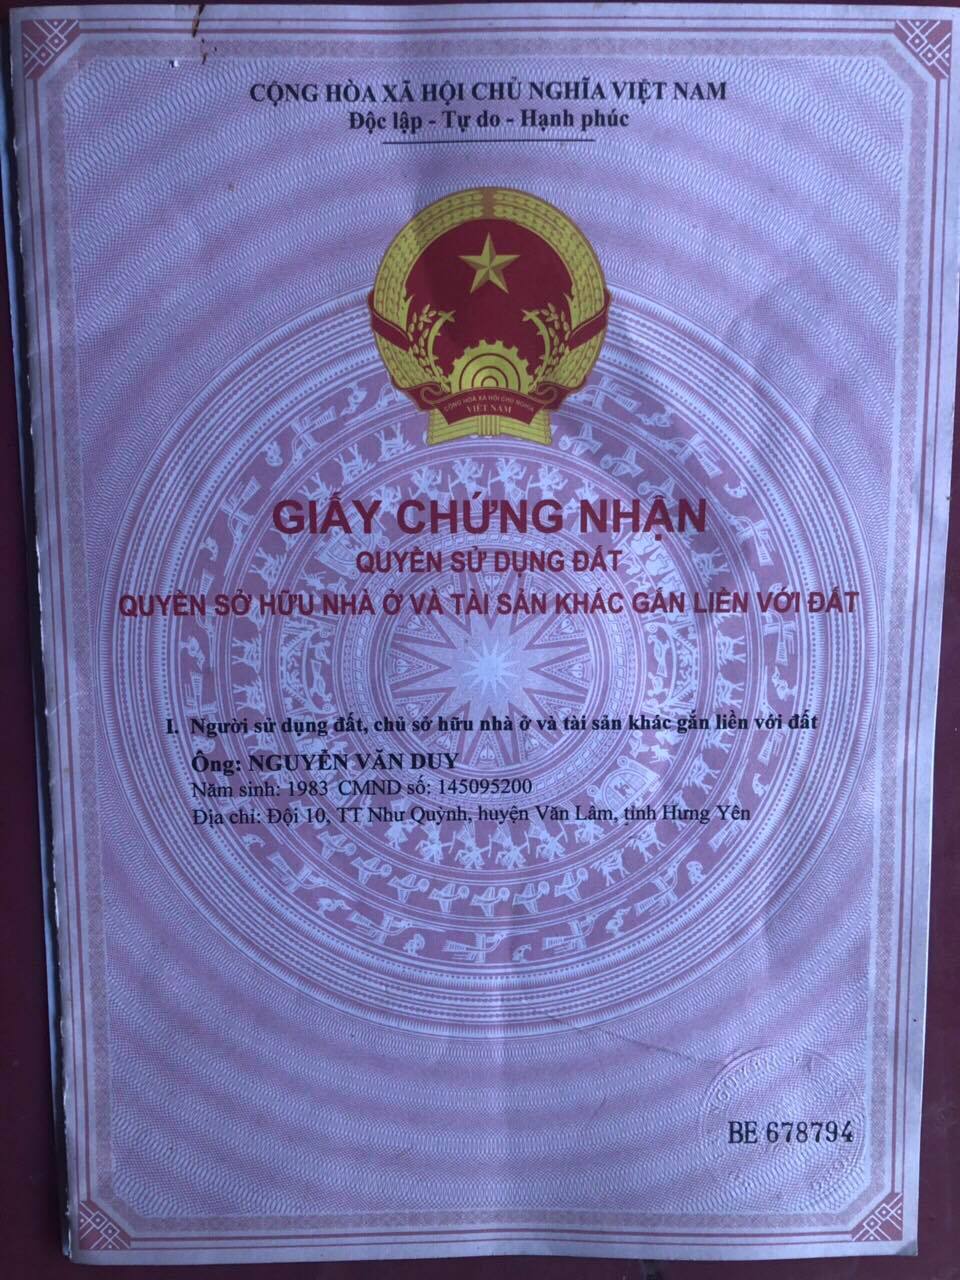 CỘNG HÒA XÃ HỘI CHỦ NGHĨA VIỆT NAM
Độc lập - Tự do - Hạnh phúc
CỘNG HÒA XÃ HỘI CHỦ NGHĨA
VIỆT NAM
GIẤY CHỨNG NHẬN
QUYỀN SỬ DỤNG ĐẤT
QUYỀN SỞ HỮU NHÀ Ở VÀ TÀI SẢN KHÁC GẮN LIỀN VỚI ĐẤT
I. Người sử dụng đất, chủ sở hữu nhà ở và tài sản khác gắn liền với đất
Ông: NGUYỄN VĂN DUY
Năm sinh: 1983 CMND số: 145095200
Địa chỉ: Đội 10, TT Như Quỳnh, huyện Văn Lâm, tỉnh Hưng Yên
BE 678794